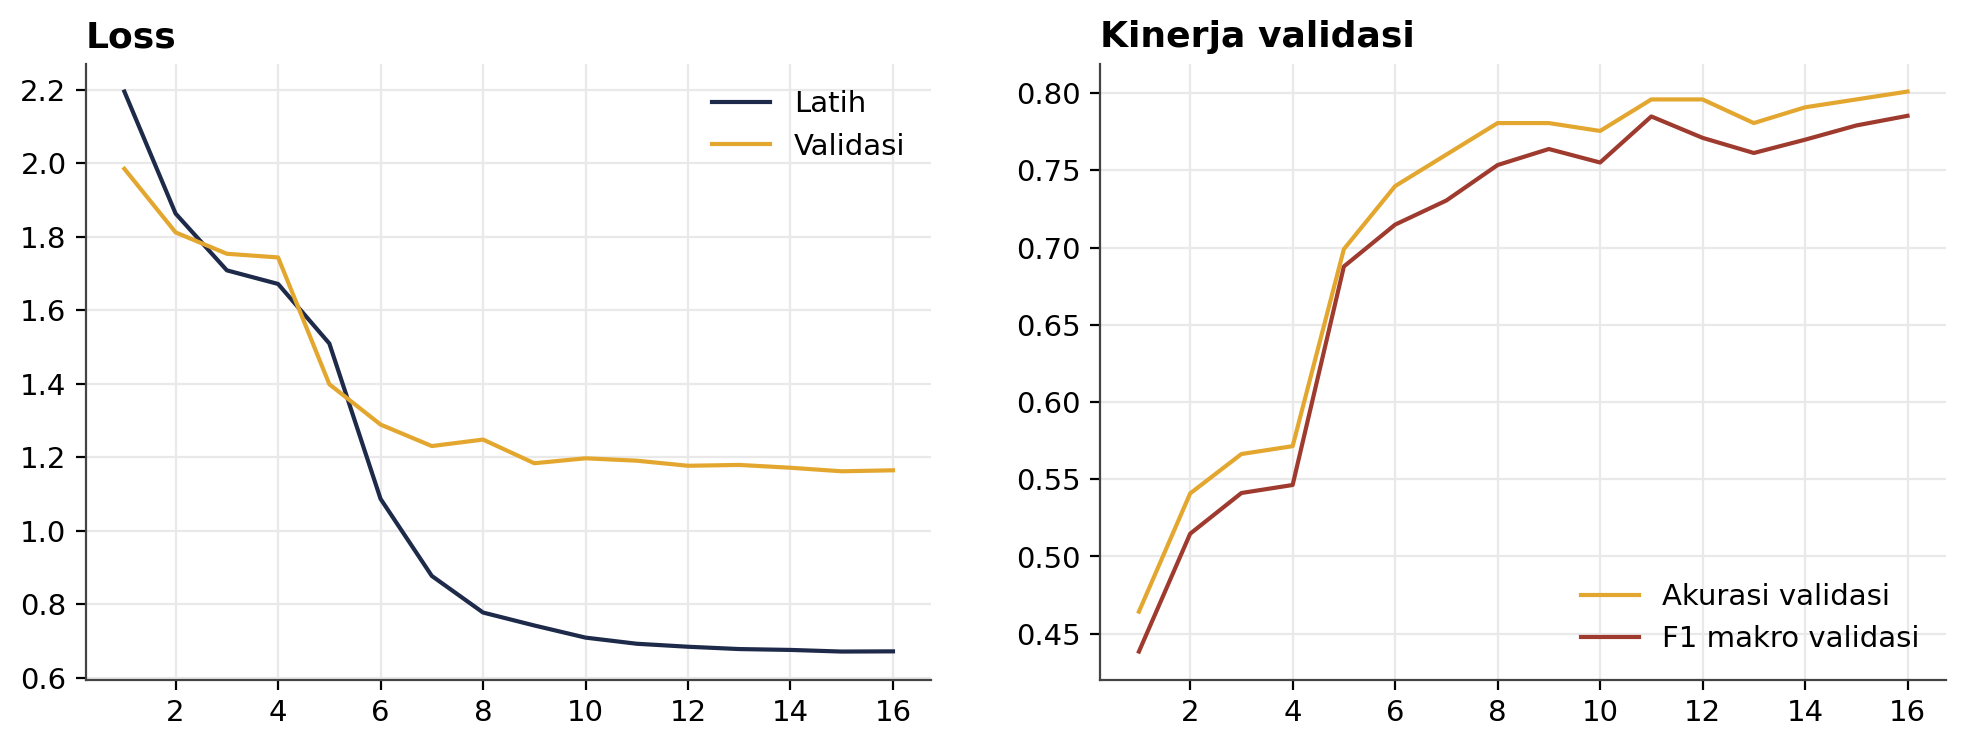 Loss
2.2
2.0
1.8
1.6
1.4
1.2
1.0
0.8
0.6
2 4 6 8 10 12 14 16
Latih
Validasi
Kinerja validasi
0.80
0.75
0.70
0.65
0.60
0.55
0.50
0.45
2 4 6 8 10 12 14 16
Akurasi validasi
F1 makro validasi